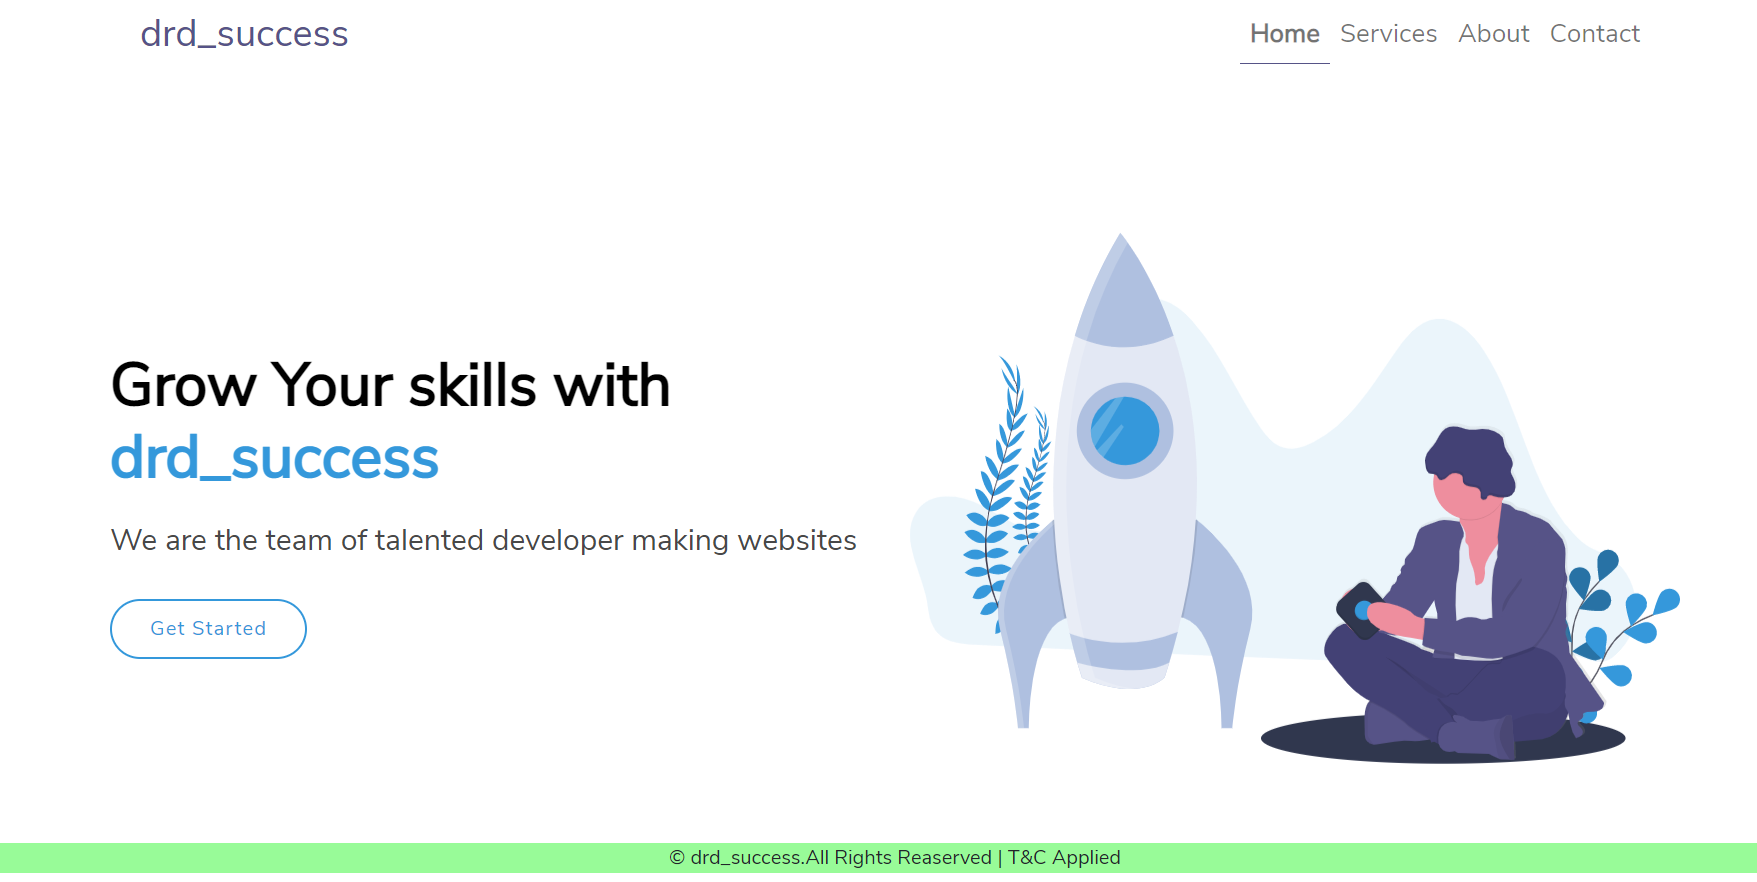 drd_success
Home Services About Contact
Grow Your skills with
drd_success
We are the team of talented developer making websites
Get Started
© drd_success.All Rights Reaserved | T&C Applied